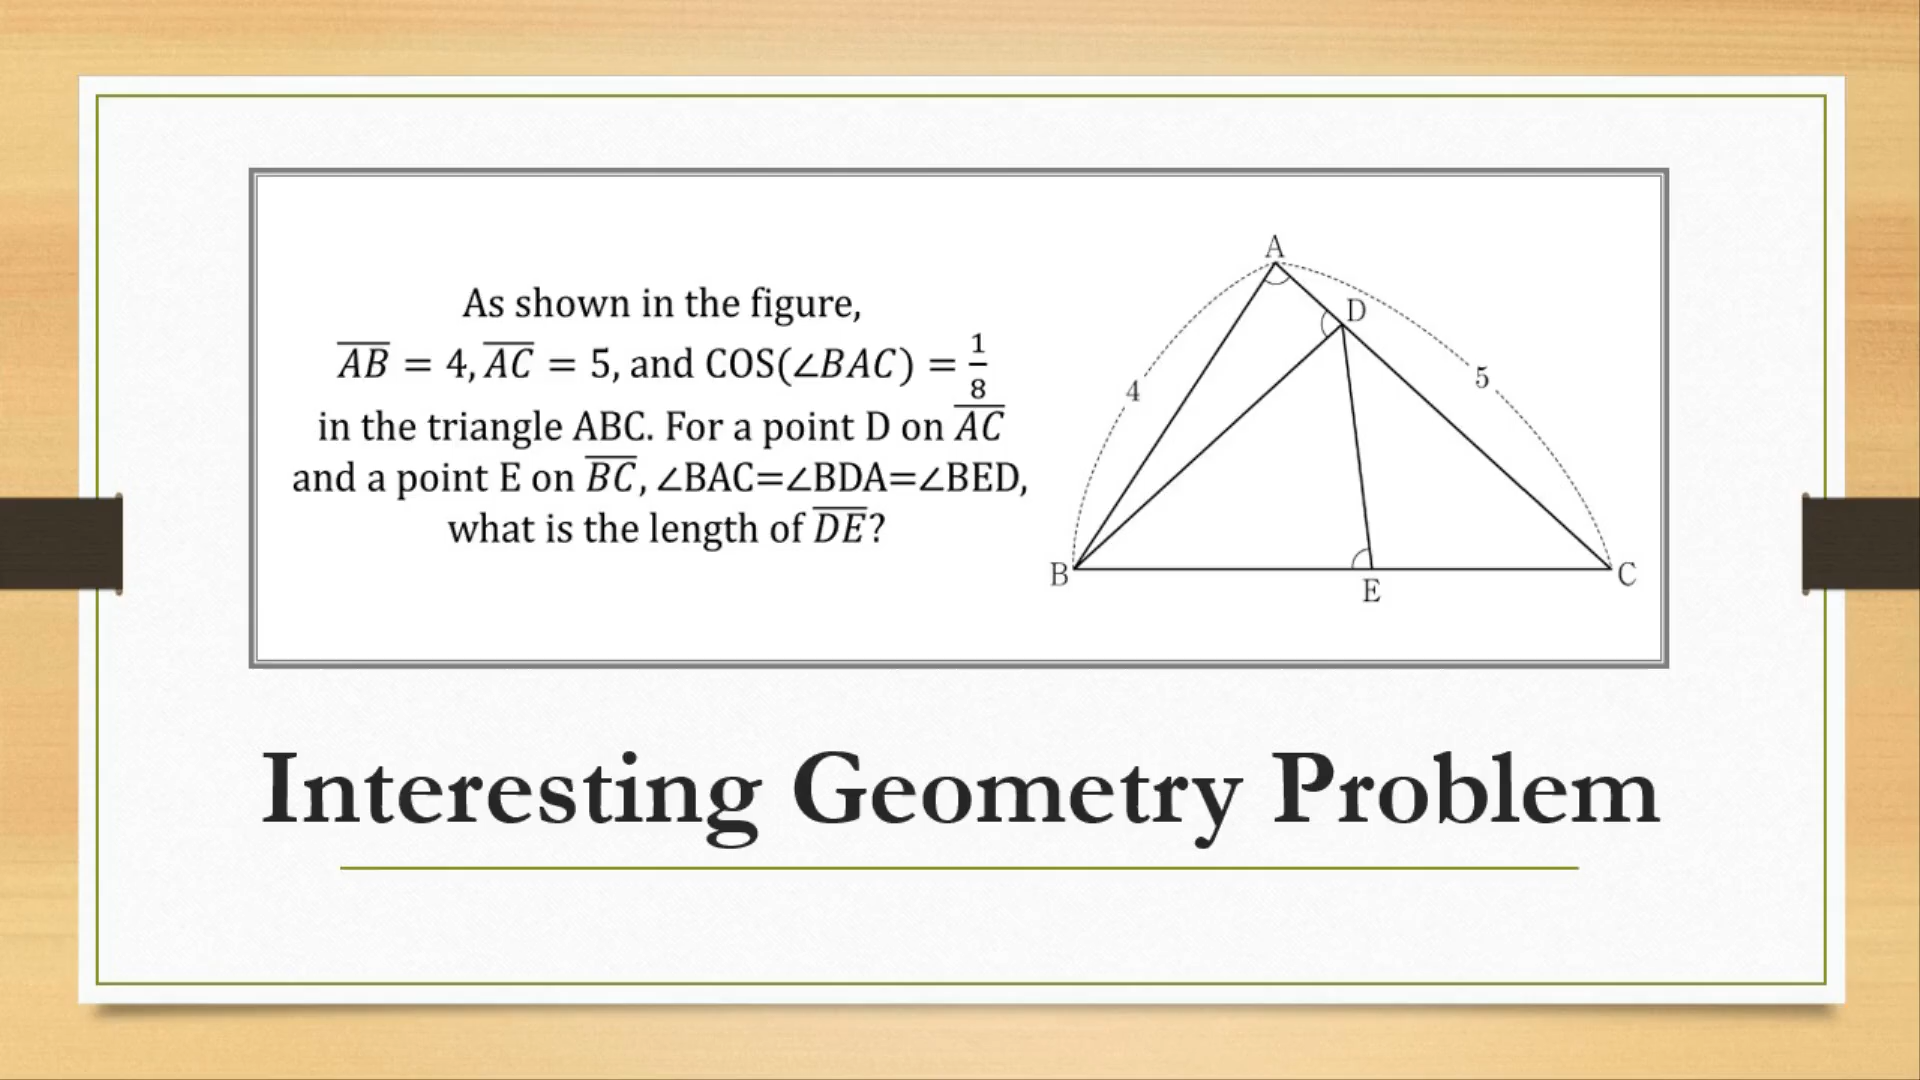 As shown in the figure,
AB = 4, AC = 5, and COS(∠BAC) = 1/8
in the triangle ABC. For a point D on AC
and a point E on BC, ∠BAC=∠BDA=∠BED,
what is the length of DE?
A
D
4
5
B
E
C
Interesting Geometry Problem